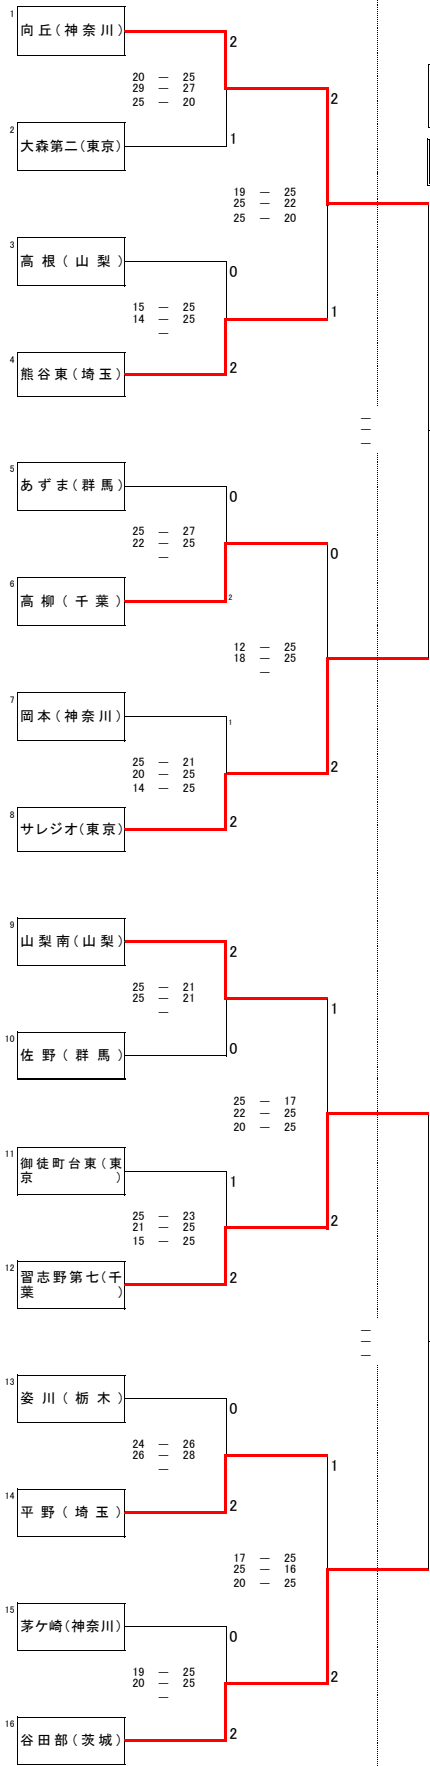 1
向丘(神奈川)
2
20 — 25
29 — 27
25 — 20
2
2
大森第二(東京)
1
19 — 25
25 — 22
25 — 20
3
高根(山梨)
0
15 — 25
14 — 25
—
1
4
熊谷東(埼玉)
2
—
—
—
5
あずま(群馬)
0
25 — 27
22 — 25
—
0
6
高柳(千葉)
2
12 — 25
18 — 25
—
7
岡本(神奈川)
1
25 — 21
20 — 25
14 — 25
2
8
サレジオ(東京)
2
9
山梨南(山梨)
2
25 — 21
25 — 21
—
1
10
佐野(群馬)
0
25 — 17
22 — 25
20 — 25
11
御徒町台東(東
京)
1
25 — 23
21 — 25
15 — 25
2
12
習志野第七(千
葉)
2
—
—
—
13
姿川(栃木)
0
24 — 26
26 — 28
—
1
14
平野(埼玉)
2
17 — 25
25 — 16
20 — 25
15
茅ケ崎(神奈川)
0
19 — 25
20 — 25
—
2
16
谷田部(茨城)
2